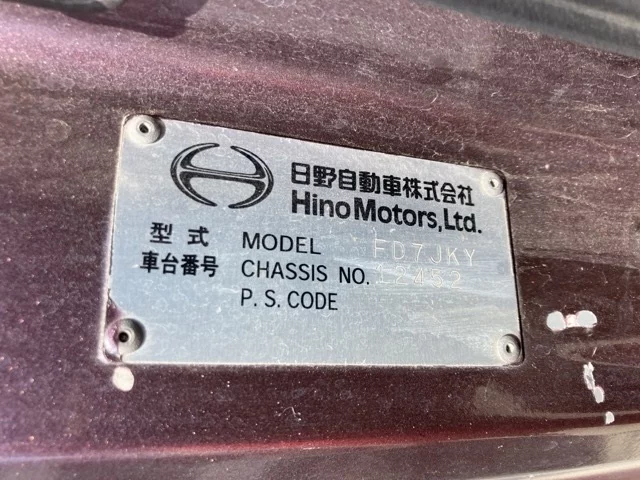 日野自動車株式会社
Hino Motors, Ltd.
型式 MODEL FD7JKY
車台番号 CHASSIS NO. 12452
P.S.CODE